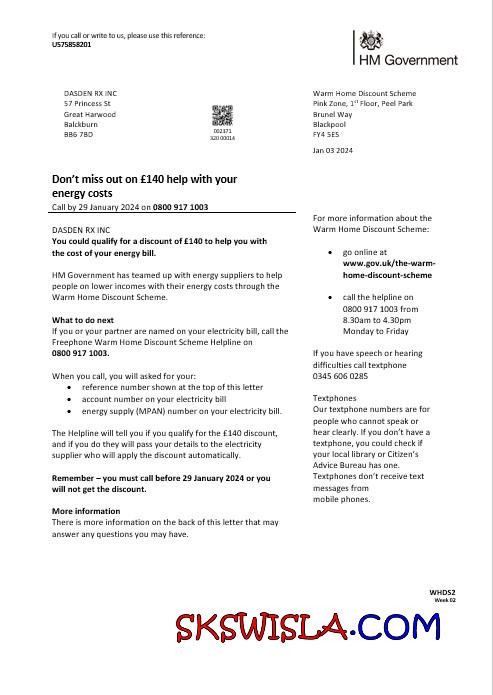 If you call or write to us, please use this reference:
U575858201
HM Government
DASDEN RX INC
57 Princess St
Great Harwood
Balckburn
BB6 7BD
002371
320 00014
Warm Home Discount Scheme
Pink Zone, 1st Floor, Peel Park
Brunel Way
Blackpool
FY4 5ES
Jan 03 2024
Don't miss out on £140 help with your
energy costs
Call by 29 January 2024 on 0800 917 1003
DASDEN RX INC
You could qualify for a discount of £140 to help you with
the cost of your energy bill.
HM Government has teamed up with energy suppliers to help
people on lower incomes with their energy costs through the
Warm Home Discount Scheme.
What to do next
If you or your partner are named on your electricity bill, call the
Freephone Warm Home Discount Scheme Helpline on
0800 917 1003.
When you call, you will asked for your:
• reference number shown at the top of this letter
• account number on your electricity bill
• energy supply (MPAN) number on your electricity bill.
The Helpline will tell you if you qualify for the £140 discount,
and if you do they will pass your details to the electricity
supplier who will apply the discount automatically.
Remember – you must call before 29 January 2024 or you
will not get the discount.
More information
There is more information on the back of this letter that may
answer any questions you may have.
For more information about the
Warm Home Discount Scheme:
• go online at
www.gov.uk/the-warm-
home-discount-scheme
• call the helpline on
0800 917 1003 from
8.30am to 4.30pm
Monday to Friday
If you have speech or hearing
difficulties call textphone
0345 606 0285
Textphones
Our textphone numbers are for
people who cannot speak or
hear clearly. If you don't have a
textphone, you could check if
your local library or Citizen's
Advice Bureau has one.
Textphones don't receive text
messages from
mobile phones.
WHDS2
Week 02
SKSWISLA.COM